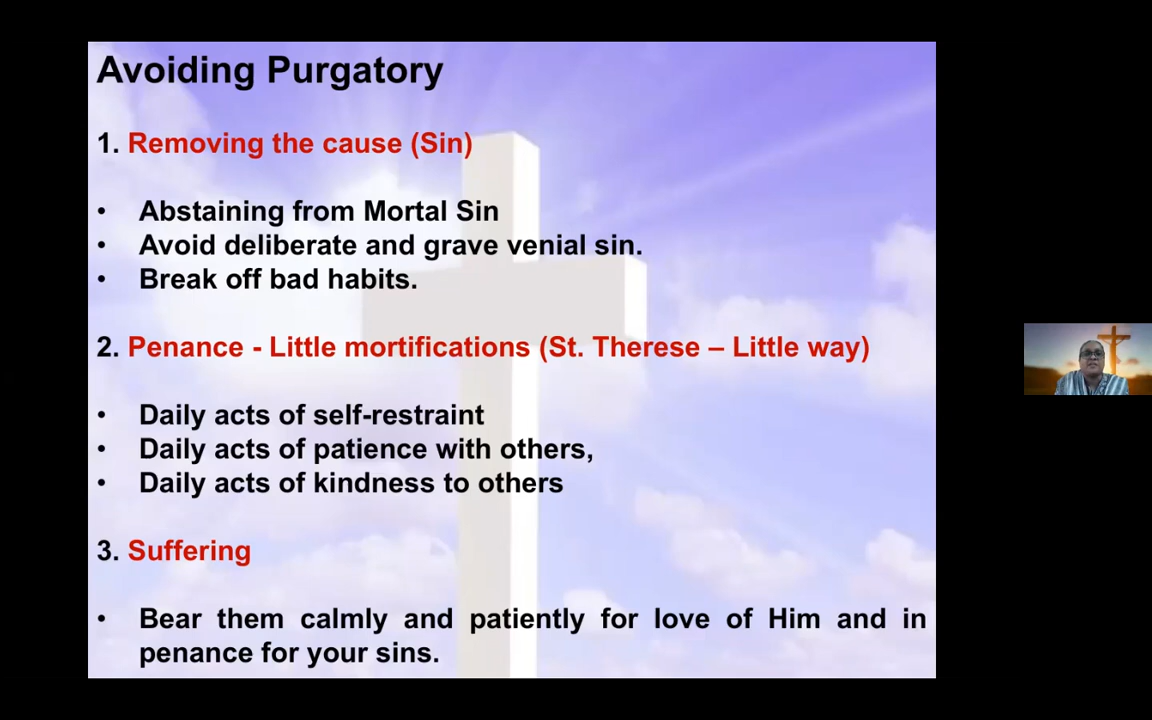 Avoiding Purgatory
1. Removing the cause (Sin)
• Abstaining from Mortal Sin
• Avoid deliberate and grave venial sin.
• Break off bad habits.
2. Penance - Little mortifications (St. Therese – Little way)
• Daily acts of self-restraint
• Daily acts of patience with others,
• Daily acts of kindness to others
3. Suffering
• Bear them calmly and patiently for love of Him and in
penance for your sins.